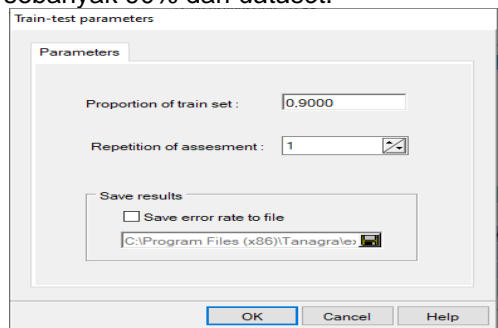 sebanyak 90% dari dataset.
Train-test parameters
Parameters
Proportion of train set : 0,9000
Repetition of assesment : 1
Save results
Save error rate to file
C:\Program Files (x86)\Tanagra\e
OK Cancel Help